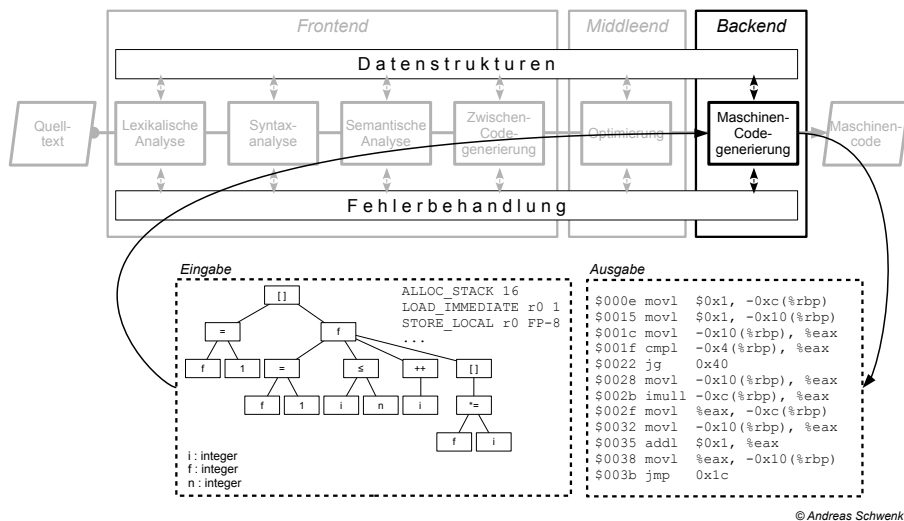 Frontend
Middleend
Backend
Datenstrukturen
Quell-
text
Lexikalische
Analyse
Syntax-
analyse
Semantische
Analyse
Zwischen-
Code-
generierung
Optimierung
Maschinen-
Code-
generierung
Maschinen-
code
Fehlerbehandlung
Eingabe
[ ]
= f
f 1 = ≤ ++ [ ]
f 1 i n i *=
f i
ALLOC_STACK 16
LOAD_IMMEDIATE r0 1
STORE_LOCAL r0 FP-8
...
i : integer
f : integer
n : integer
Ausgabe
$000e movl $0x1, -0xc(%rbp)
$0015 movl $0x1, -0x10(%rbp)
$001c movl -0x10(%rbp), %eax
$001f cmpl -0x4(%rbp), %eax
$0022 jg 0x40
$0028 movl -0x10(%rbp), %eax
$002b imull -0xc(%rbp), %eax
$002f movl %eax, -0xc(%rbp)
$0032 movl -0x10(%rbp), %eax
$0035 addl $0x1, %eax
$0038 movl %eax, -0x10(%rbp)
$003b jmp 0x1c
© Andreas Schwenk